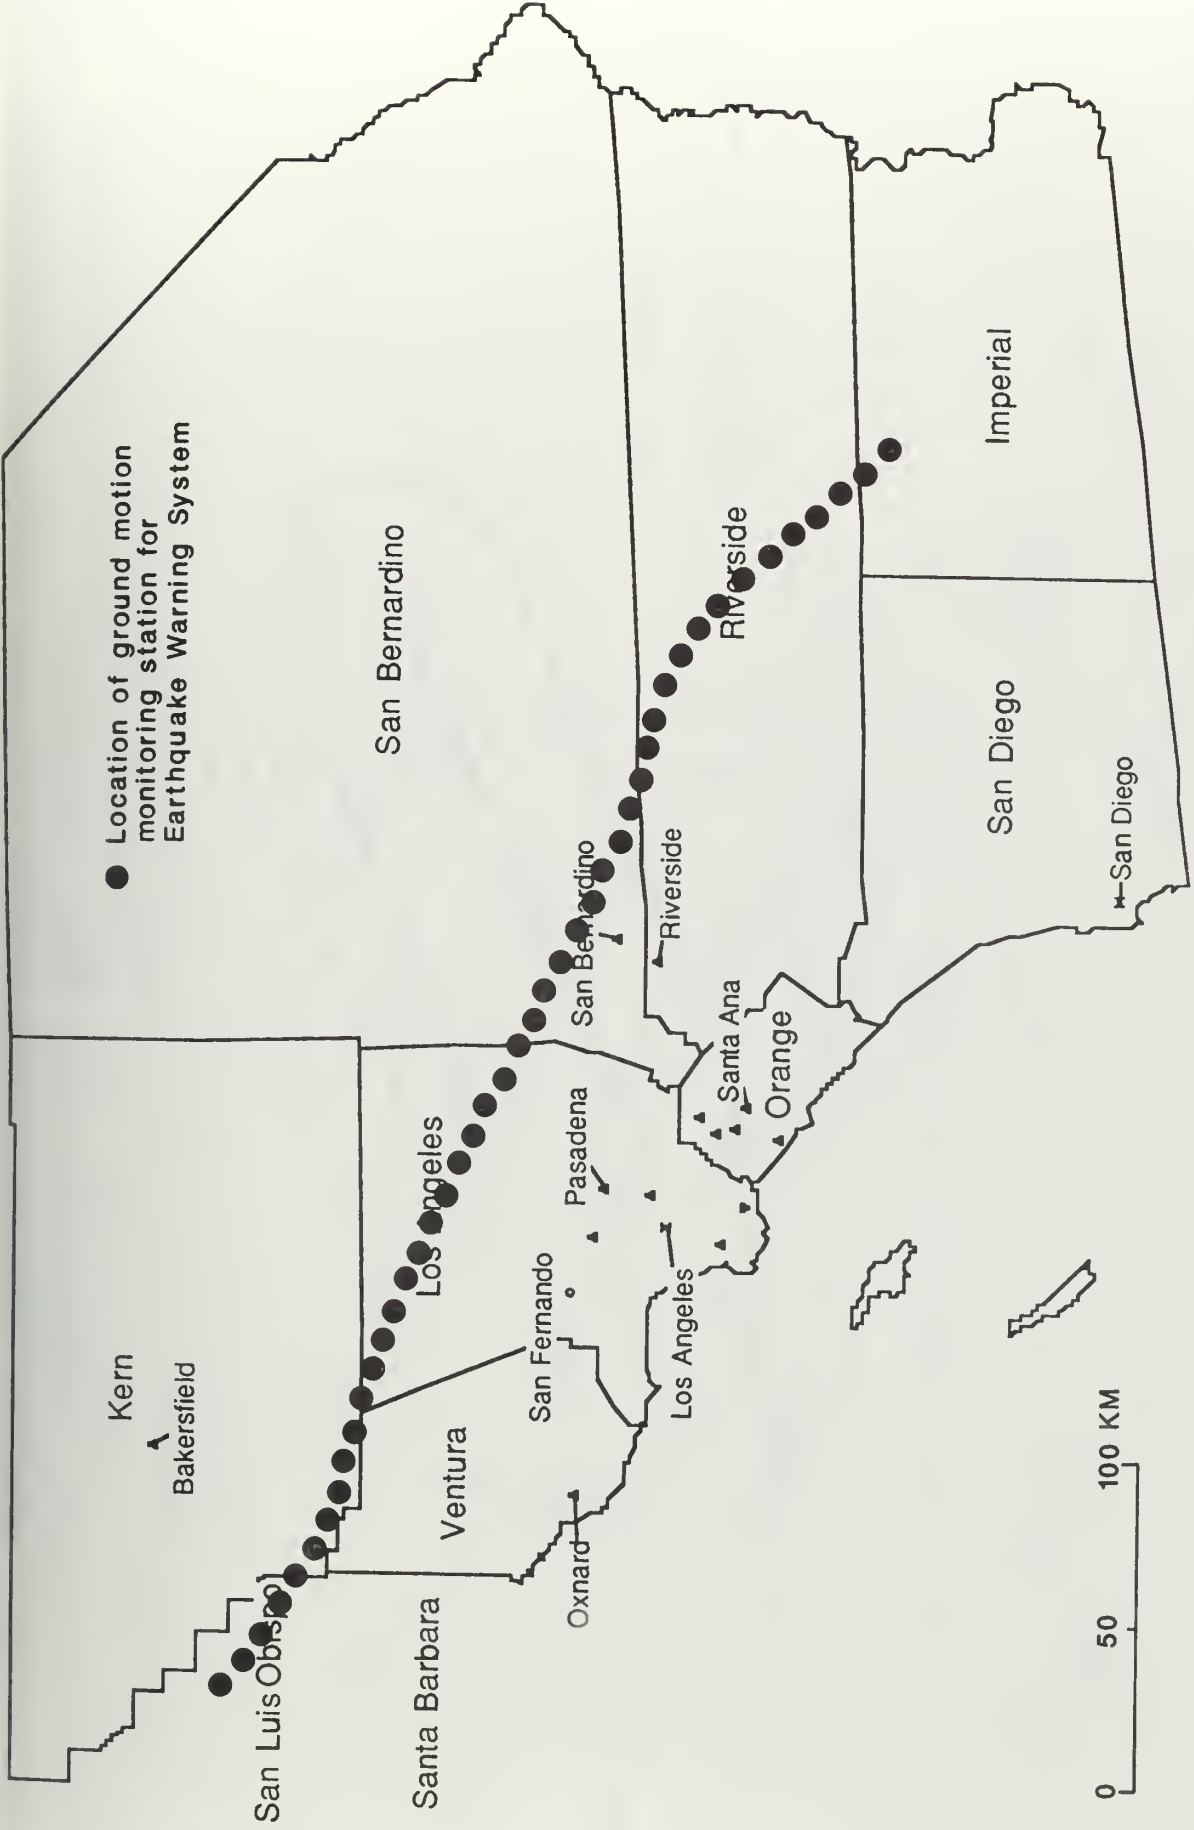 Location of ground motion
monitoring station for
Earthquake Warning System
Kern
Bakersfield
San Bernardino
San Luis Obispo
Los Angeles
Santa Barbara
Ventura
San Fernando
Pasadena
San Bernardino
Riverside
Riverside
Oxnard
Los Angeles
Santa Ana
Orange
San Diego
Imperial
San Diego
0 50 100 KM